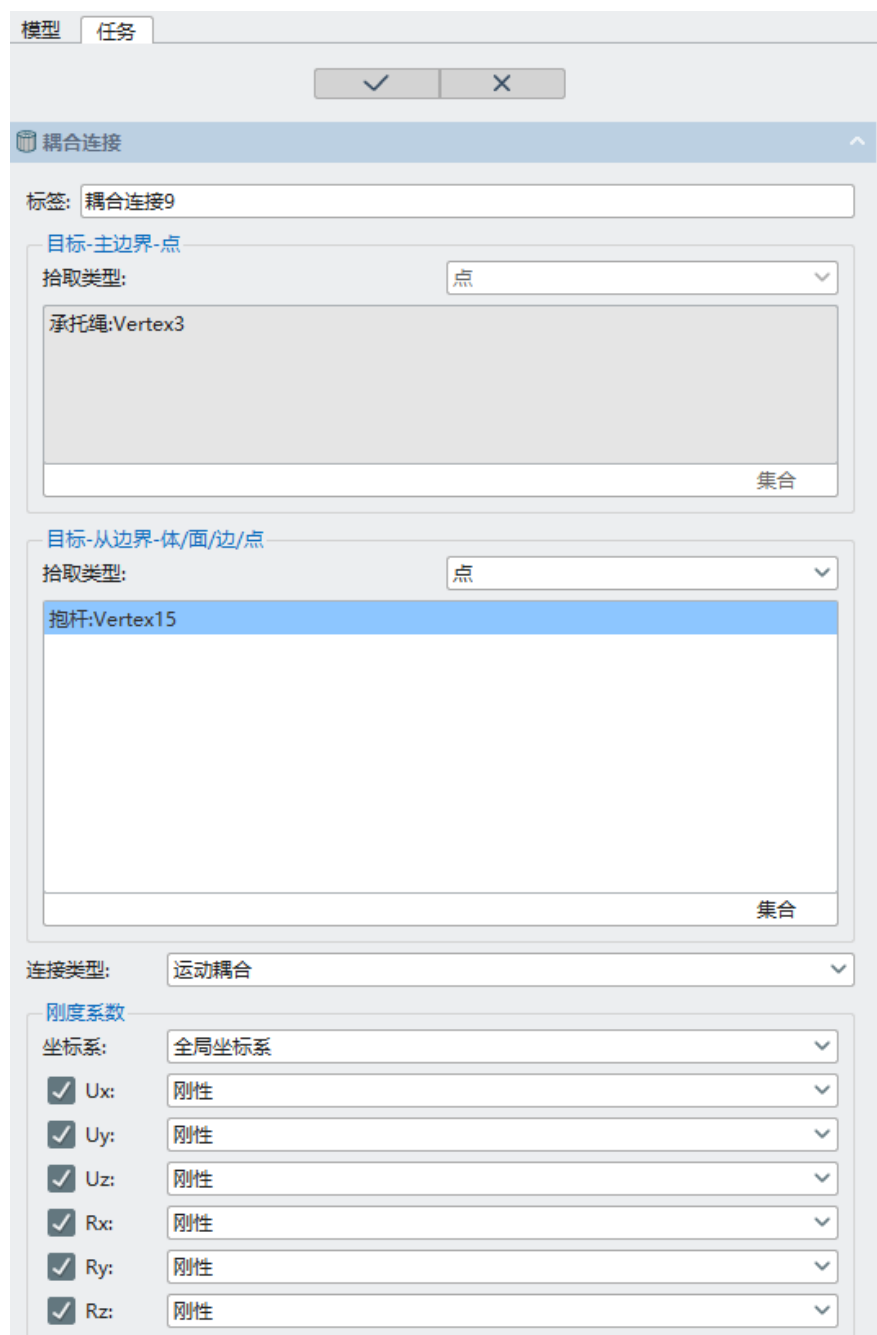 模型 任务
耦合连接
标签: 耦合连接9
目标-主边界-点
拾取类型: 点
承托绳:Vertex3
集合
目标-从边界-体/面/边/点
拾取类型: 点
抱杆:Vertex15
集合
连接类型: 运动耦合
刚度系数
坐标系: 全局坐标系
Ux: 刚性
Uy: 刚性
Uz: 刚性
Rx: 刚性
Ry: 刚性
Rz: 刚性